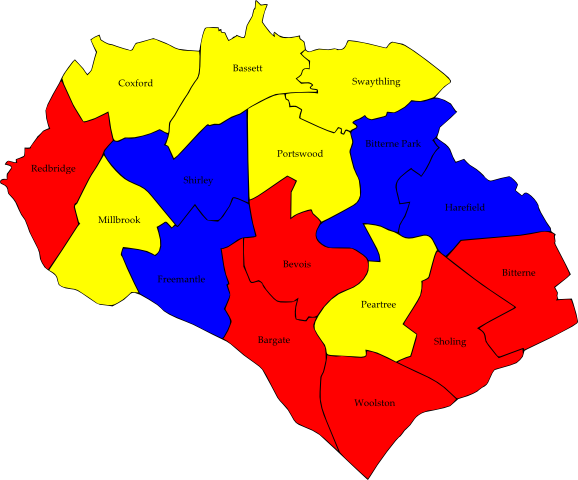 Bassett
Coxford
Swaythling
Bitterne Park
Portswood
Redbridge
Shirley
Harefield
Millbrook
Bevois
Bitterne
Freemantle
Peartree
Bargate
Sholing
Woolston